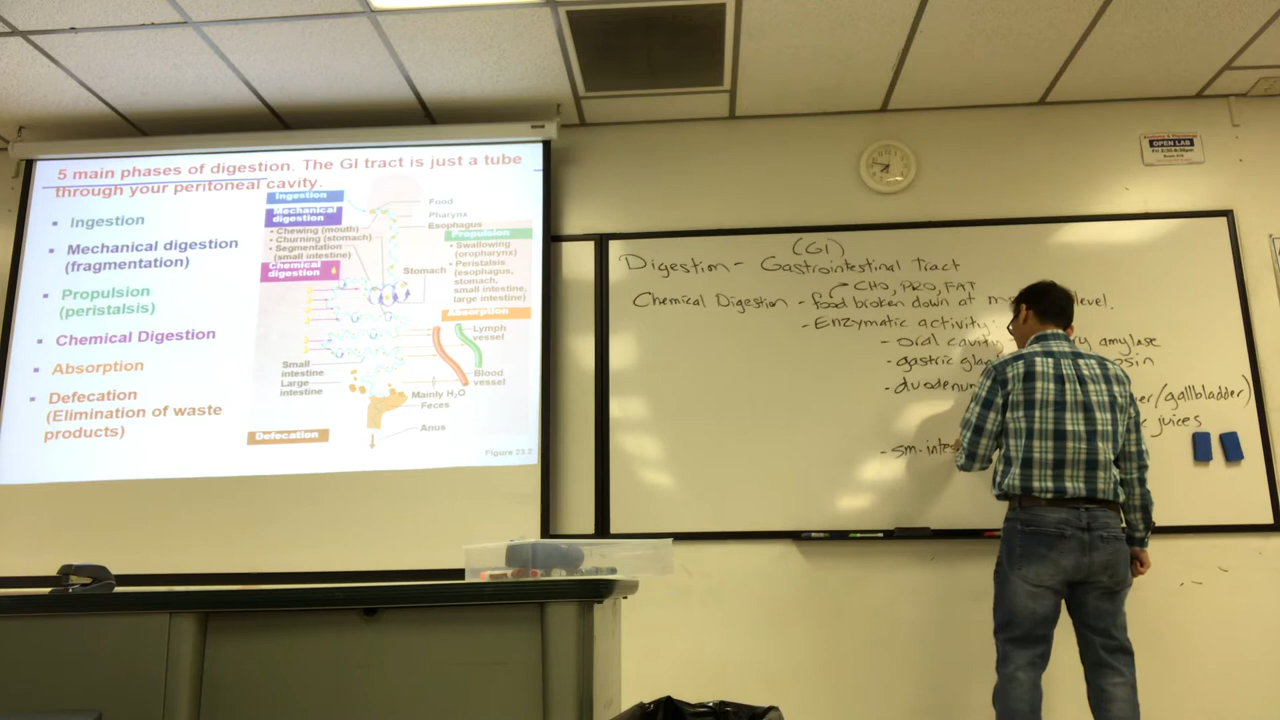 5 main phases of digestion. The GI tract is just a tube
through your peritoneal cavity.
Ingestion
Mechanical digestion
(fragmentation)
Propulsion
(peristalsis)
Chemical Digestion
Absorption
Defecation
(Elimination of waste
products)
Ingestion
Food
Mechanical
digestion
Pharynx
Esophagus
• Chewing (mouth)
• Churning (stomach)
• Segmentation
(small intestine)
Propulsion
• Swallowing
(oropharynx)
• Peristalsis
(esophagus,
stomach,
small intestine,
large intestine)
Chemical
digestion
Stomach
Absorption
Lymph
vessel
Small
intestine
Large
intestine
Blood
vessel
Mainly H2O
Feces
Anus
Defecation
Figure 23.2
OPEN LAB
(GI)
Digestion - Gastrointestinal Tract
CHO, PRO, FAT
Chemical Digestion - food broken down at level.
- Enzymatic activity:
- oral cavity amylase
- gastric
-
/gallbladder)
juices
- sm.